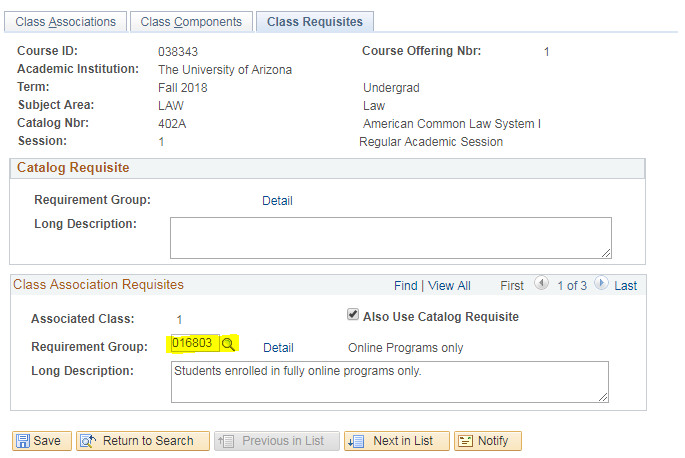 Class Associations Class Components Class Requisites
Course ID: 038343 Course Offering Nbr: 1
Academic Institution: The University of Arizona
Term: Fall 2018 Undergrad
Subject Area: LAW Law
Catalog Nbr: 402A American Common Law System I
Session: 1 Regular Academic Session
Catalog Requisite
Requirement Group: Detail
Long Description:
Class Association Requisites Find | View All First 1 of 3 Last
Associated Class: 1 Also Use Catalog Requisite
Requirement Group: 016803 Detail Online Programs only
Long Description: Students enrolled in fully online programs only.
Save Return to Search Previous in List Next in List Notify